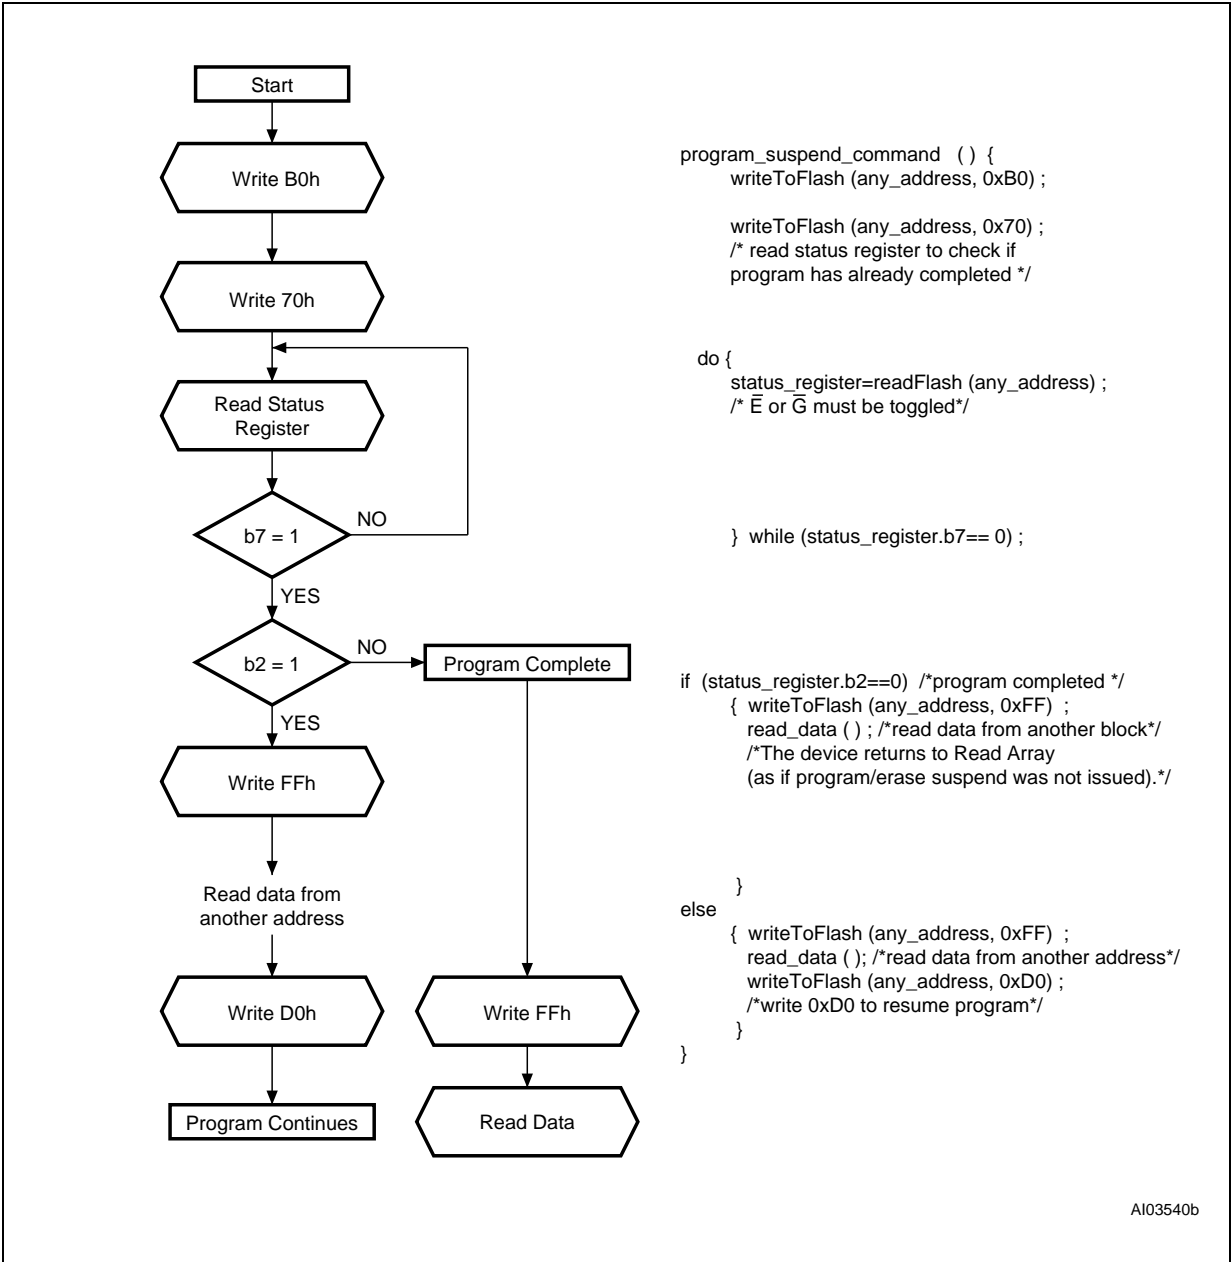 Start
Write B0h
Write 70h
Read Status
Register
b7 = 1
NO
YES
b2 = 1
NO
Program Complete
YES
Write FFh
Read data from
another address
Write D0h
Write FFh
Program Continues
Read Data
program_suspend_command ( ) {
writeToFlash (any_address, 0xB0) ;
writeToFlash (any_address, 0x70) ;
/* read status register to check if
program has already completed */
do {
status_register=readFlash (any_address) ;
/* E̅ or G̅ must be toggled*/
} while (status_register.b7== 0) ;
if (status_register.b2==0) /*program completed */
{ writeToFlash (any_address, 0xFF) ;
read_data ( ) ; /*read data from another block*/
/*The device returns to Read Array
(as if program/erase suspend was not issued).*/
}
else
{ writeToFlash (any_address, 0xFF) ;
read_data ( ); /*read data from another address*/
writeToFlash (any_address, 0xD0) ;
/*write 0xD0 to resume program*/
}
}
AI03540b